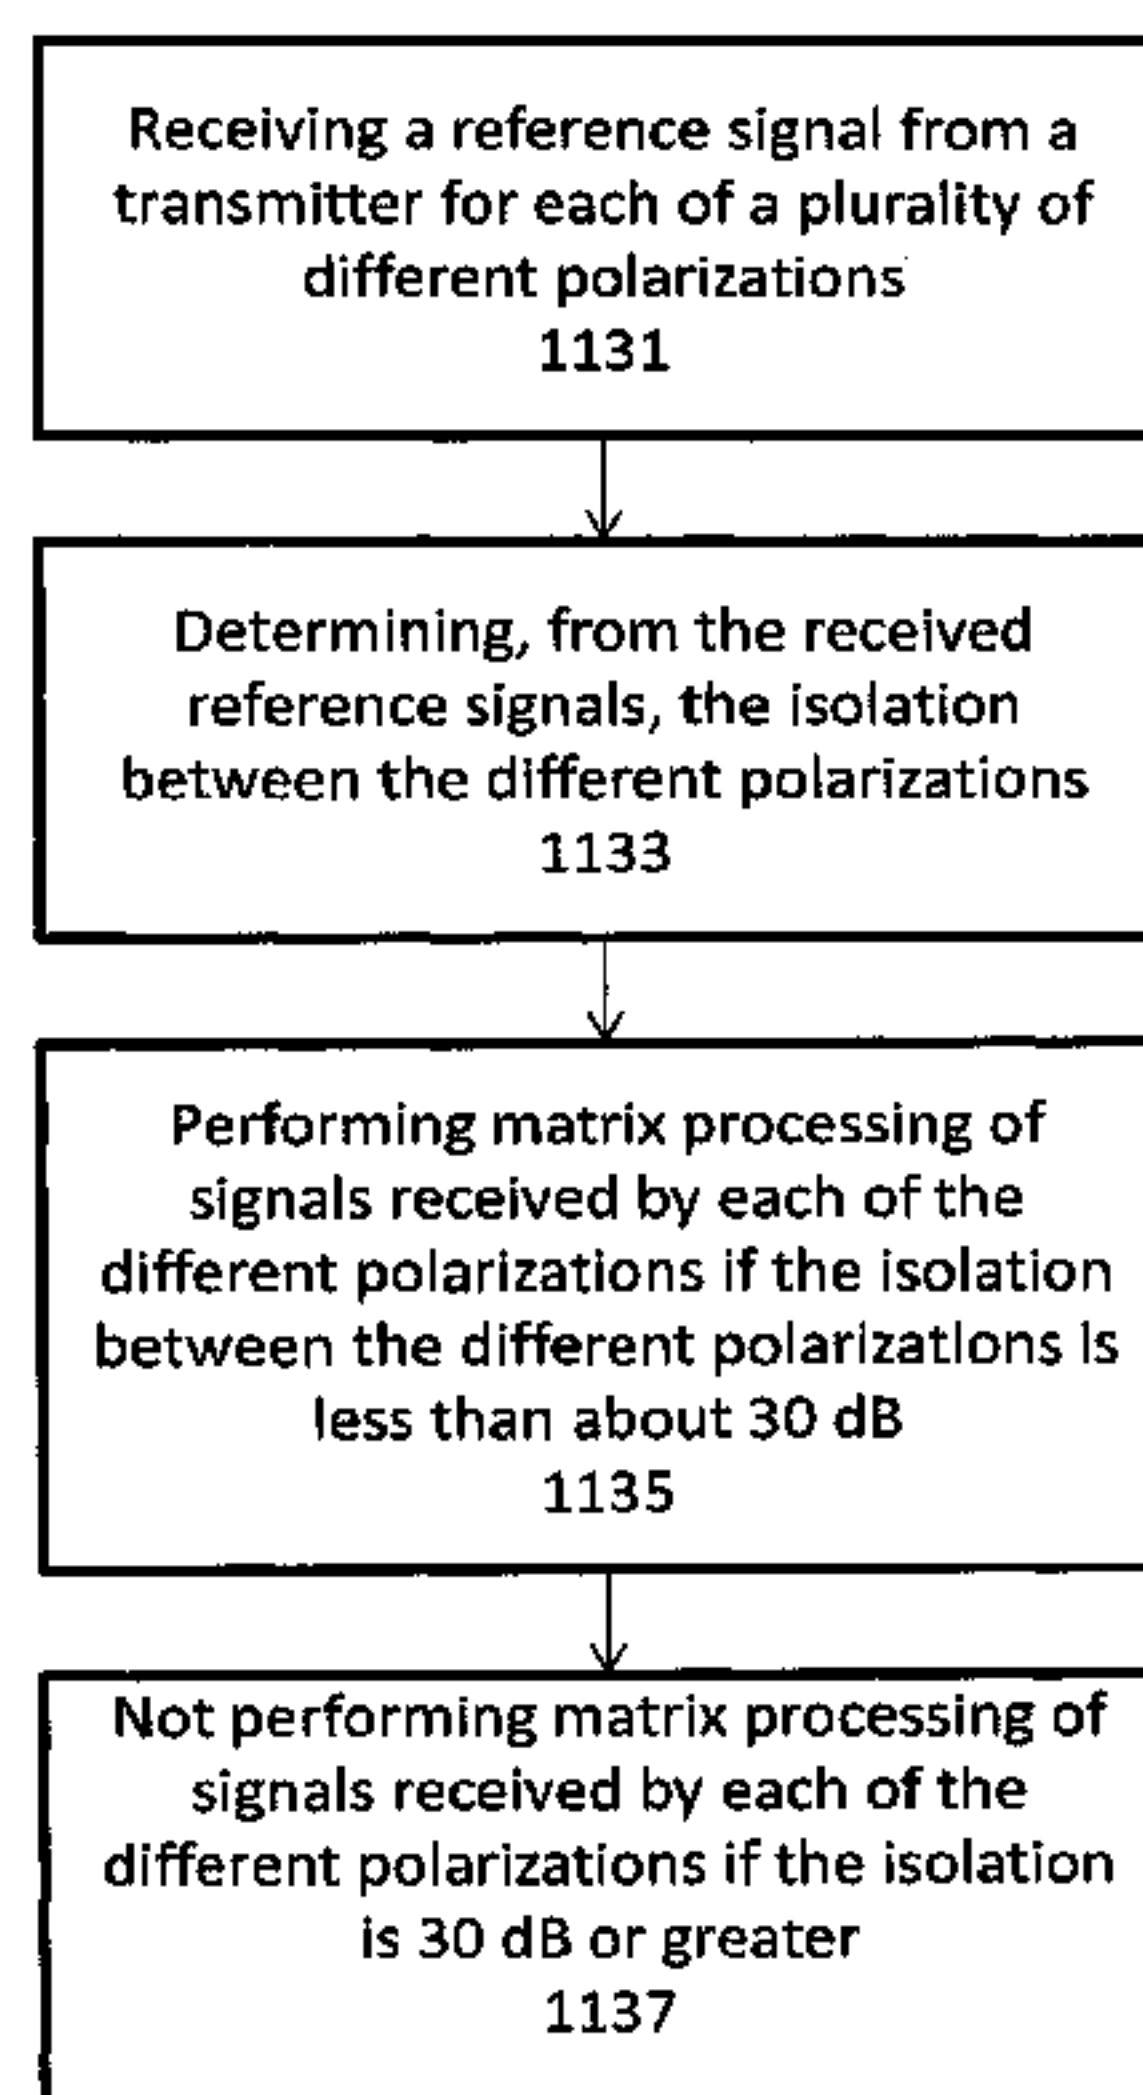 Receiving a reference signal from a
transmitter for each of a plurality of
different polarizations
1131
Determining, from the received
reference signals, the isolation
between the different polarizations
1133
Performing matrix processing of
signals received by each of the
different polarizations if the isolation
between the different polarizations is
less than about 30 dB
1135
Not performing matrix processing of
signals received by each of the
different polarizations if the isolation
is 30 dB or greater
1137